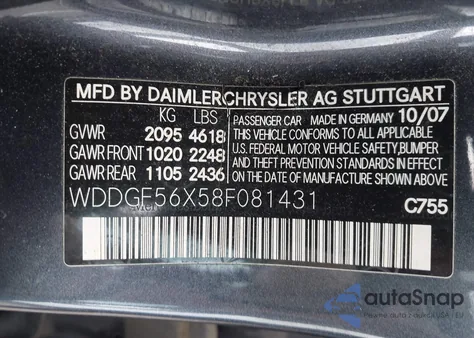 MFD BY DAIMLERCHRYSLER AG STUTTGART
KG LBS
GVWR 2095 4618
GAWR FRONT 1020 2248
GAWR REAR 1105 2436
PASSENGER CAR MADE IN GERMANY 10/07
THIS VEHICLE CONFORMS TO ALL APPLICABLE
U.S. FEDERAL MOTOR VEHICLE SAFETY, BUMPER
AND THEFT PREVENTION STANDARDS IN EFFECT
ON THE DATE OF MANUFACTURE SHOWN ABOVE.
WDDGF56X58F081431
C755
autoSnap